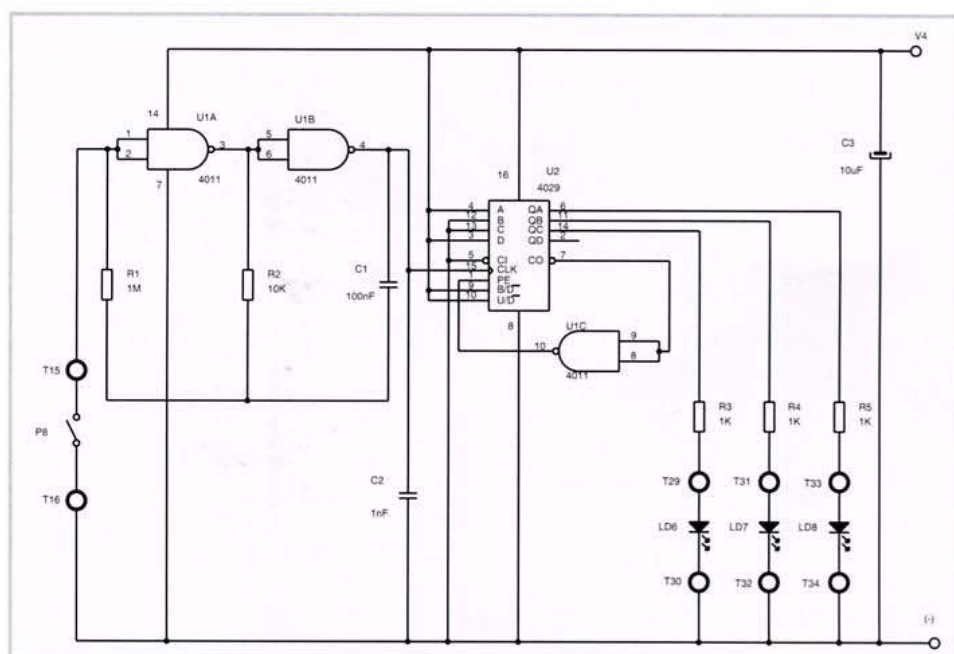 V4
14
U1A
U1B
1
2
3
5
6
4
4011
4011
7
C3
10uF
16
U2
4029
4
12
13
3
A
B
C
D
QA
QB
QC
QD
6
11
14
2
5
15
1
9
10
CI
CLK
PE
B/D
U/D
CO
7
R1
1M
R2
10K
C1
100nF
8
U1C
10
9
8
4011
T15
P8
T16
R3
1K
R4
1K
R5
1K
C2
1nF
T29
T31
T33
LD6
LD7
LD8
T30
T32
T34
(-)